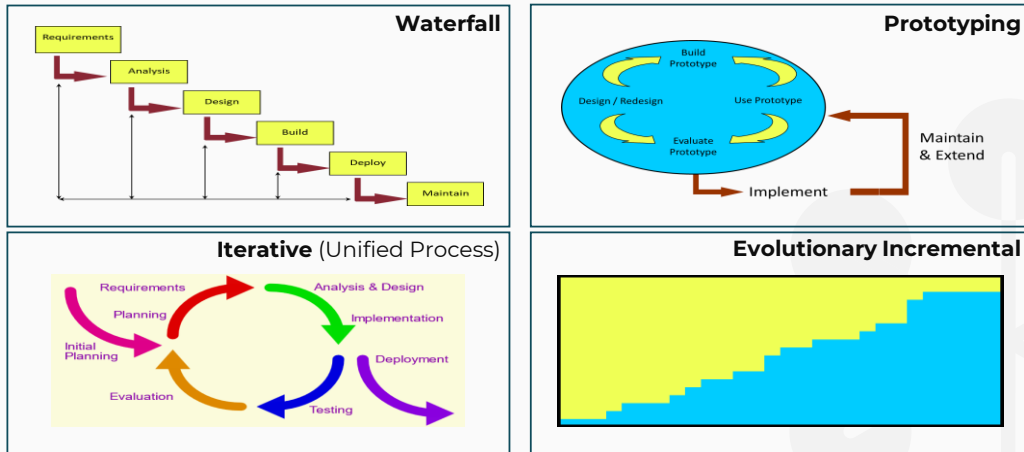 Waterfall
Requirements
Analysis
Design
Build
Deploy
Maintain
Prototyping
Build
Prototype
Design / Redesign
Use Prototype
Evaluate
Prototype
Maintain
& Extend
Implement
Iterative (Unified Process)
Requirements
Analysis & Design
Planning
Implementation
Initial
Planning
Deployment
Evaluation
Testing
Evolutionary Incremental